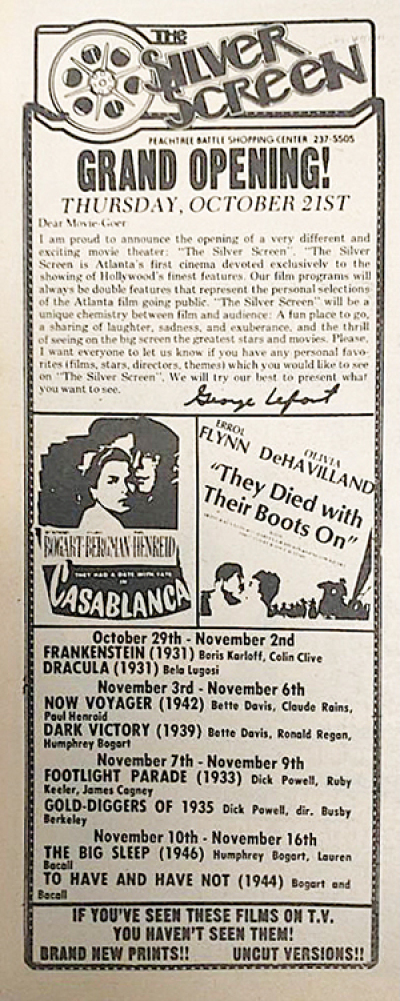 THE
SILVER
SCREEN
PEACHTREE BATTLE SHOPPING CENTER 237-5505
GRAND OPENING!
THURSDAY, OCTOBER 21ST
Dear Movie-Goer
I am proud to announce the opening of a very different and
exciting movie theater: "The Silver Screen". "The Silver
Screen is Atlanta's first cinema devoted exclusively to the
showing of Hollywood's finest features. Our film programs will
always be double features that represent the personal selections
of the Atlanta film going public. "The Silver Screen" will be a
unique chemistry between film and audience: A fun place to go,
a sharing of laughter, sadness, and exuberance, and the thrill
of seeing on the big screen the greatest stars and movies. Please,
I want everyone to let us know if you have any personal favo-
rites (films, stars, directors, themes) which you would like to see
on "The Silver Screen". We will try our best to present what
you want to see.
George Lefont
BOGART·BERGMAN·HENREID
THEY HAD A DATE WITH FATE
IN
CASABLANCA
ERROL
FLYNN
OLIVIA
DeHAVILLAND
"They Died with
Their Boots On"
October 29th - November 2nd
FRANKENSTEIN (1931) Boris Karloff, Colin Clive
DRACULA (1931) Bela Lugosi
November 3rd - November 6th
NOW VOYAGER (1942) Bette Davis, Claude Rains,
Paul Henroid
DARK VICTORY (1939) Bette Davis, Ronald Regan,
Humphrey Bogart
November 7th - November 9th
FOOTLIGHT PARADE (1933) Dick Powell, Ruby
Keeler, James Cagney
GOLD-DIGGERS OF 1935 Dick Powell, dir. Busby
Berkeley
November 10th - November 16th
THE BIG SLEEP (1946) Humphrey Bogart, Lauren
Bacall
TO HAVE AND HAVE NOT (1944) Bogart and
Bacall
IF YOU'VE SEEN THESE FILMS ON T.V.
YOU HAVEN'T SEEN THEM!
BRAND NEW PRINTS!! UNCUT VERSIONS!!